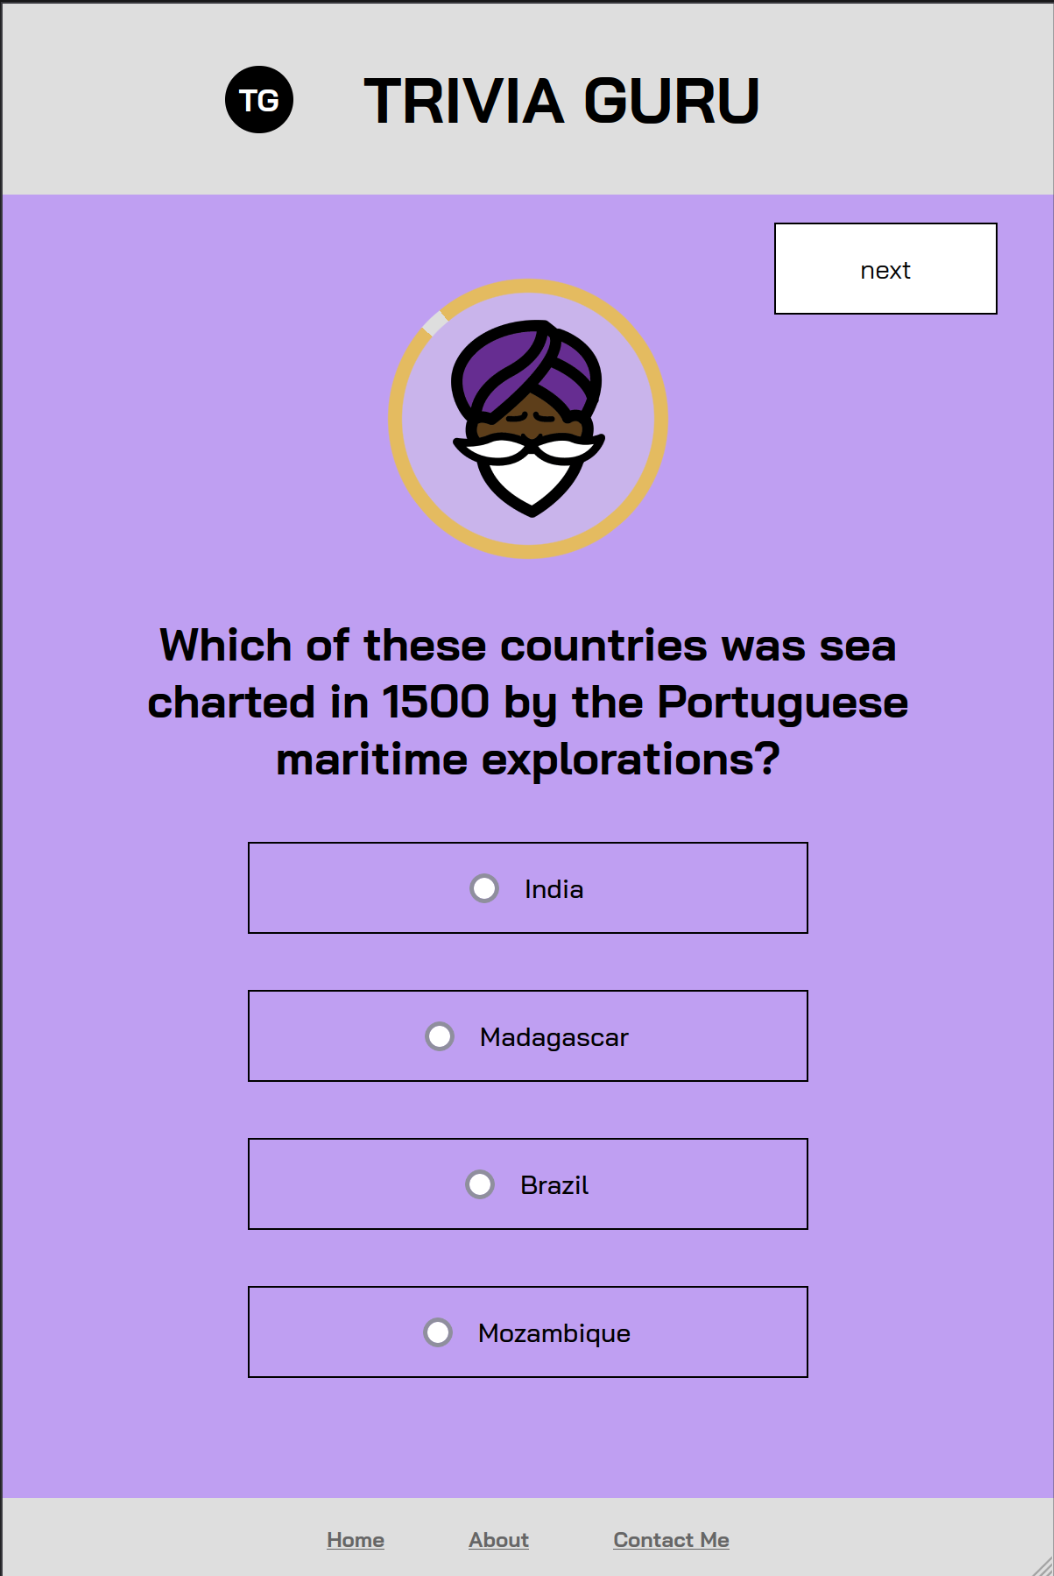 TG
TRIVIA GURU
next
Which of these countries was sea
charted in 1500 by the Portuguese
maritime explorations?
India
Madagascar
Brazil
Mozambique
Home About Contact Me